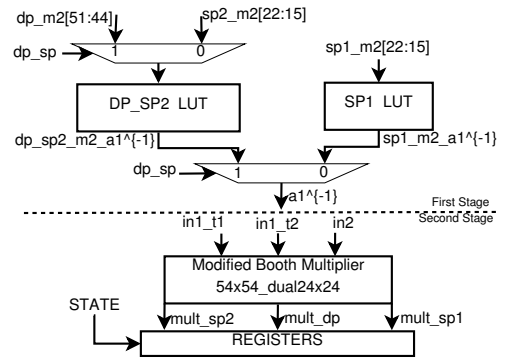 dp_m2[51:44] sp2_m2[22:15]
dp_sp 1 0 sp1_m2[22:15]
DP_SP2 LUT SP1 LUT
dp_sp2_m2_a1^{-1} sp1_m2_a1^{-1}
dp_sp 1 0
a1^{-1}
First Stage
Second Stage
in1_t1 in1_t2 in2
Modified Booth Multiplier
54x54_dual24x24
STATE
mult_sp2 mult_dp mult_sp1
REGISTERS